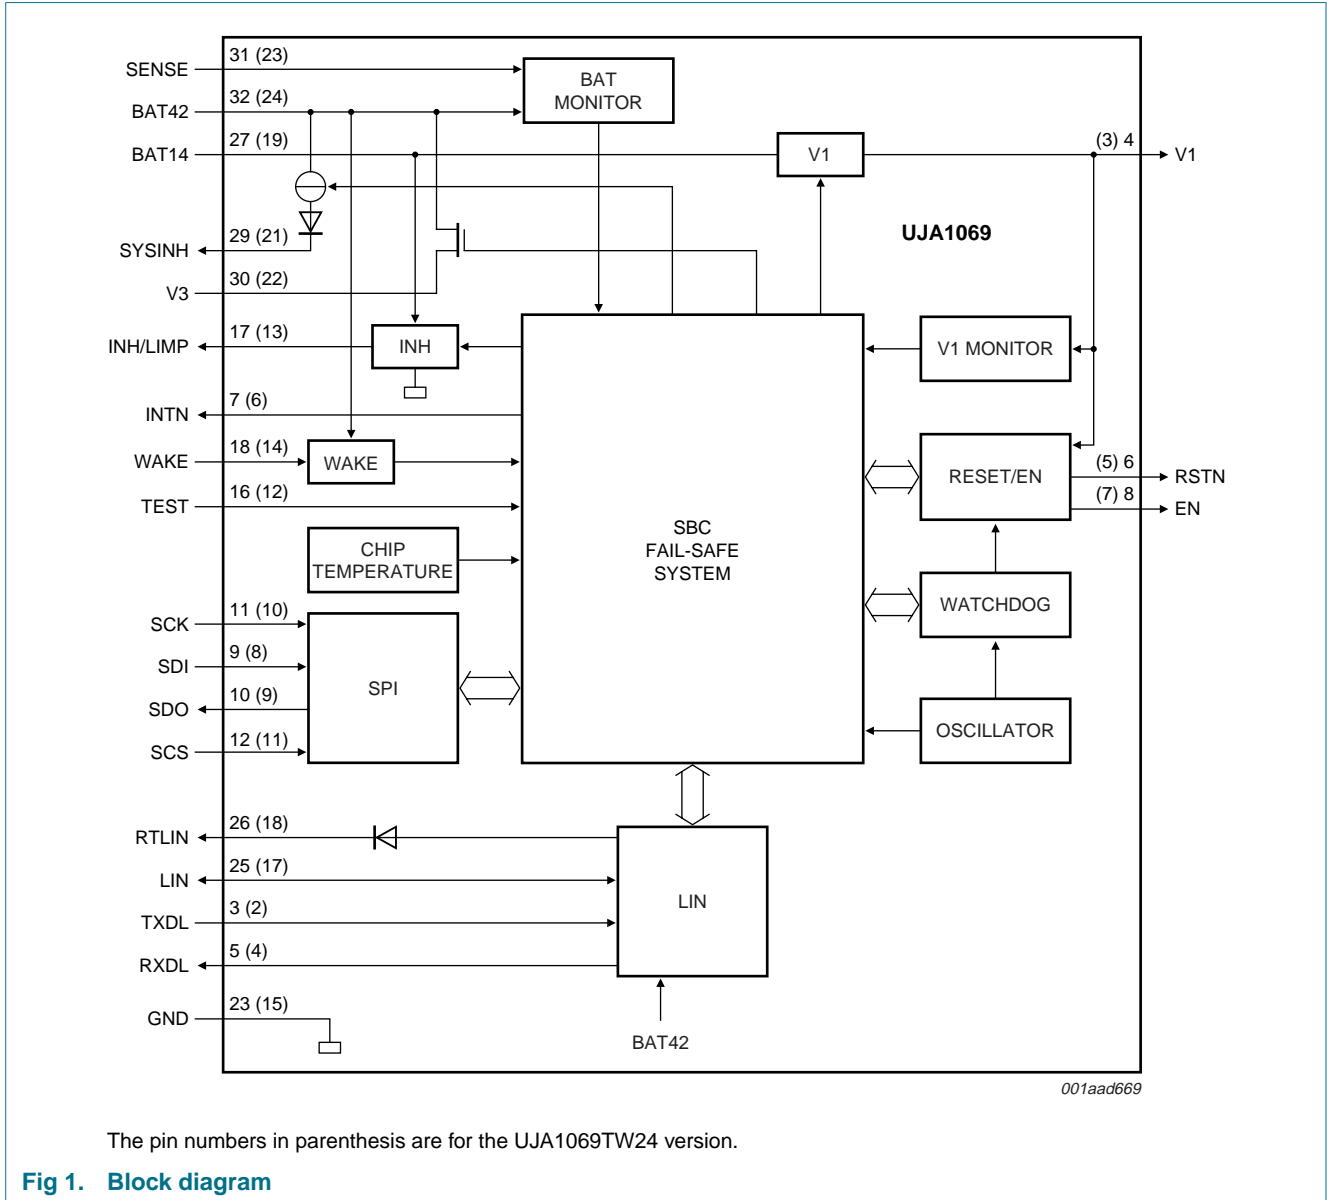 31 (23)
SENSE
BAT
MONITOR
32 (24)
BAT42
27 (19)
(3) 4
BAT14
V1
V1
UJA1069
29 (21)
SYSINH
30 (22)
V3
17 (13)
INH/LIMP
INH
V1 MONITOR
7 (6)
INTN
18 (14)
WAKE
WAKE
(5) 6
RESET/EN
RSTN
16 (12)
(7) 8
TEST
EN
SBC
FAIL-SAFE
SYSTEM
CHIP
TEMPERATURE
11 (10)
SCK
WATCHDOG
9 (8)
SDI
SPI
10 (9)
SDO
12 (11)
SCS
OSCILLATOR
26 (18)
RTLIN
25 (17)
LIN
LIN
3 (2)
TXDL
5 (4)
RXDL
23 (15)
GND
BAT42
001aad669
The pin numbers in parenthesis are for the UJA1069TW24 version.
Fig 1. Block diagram